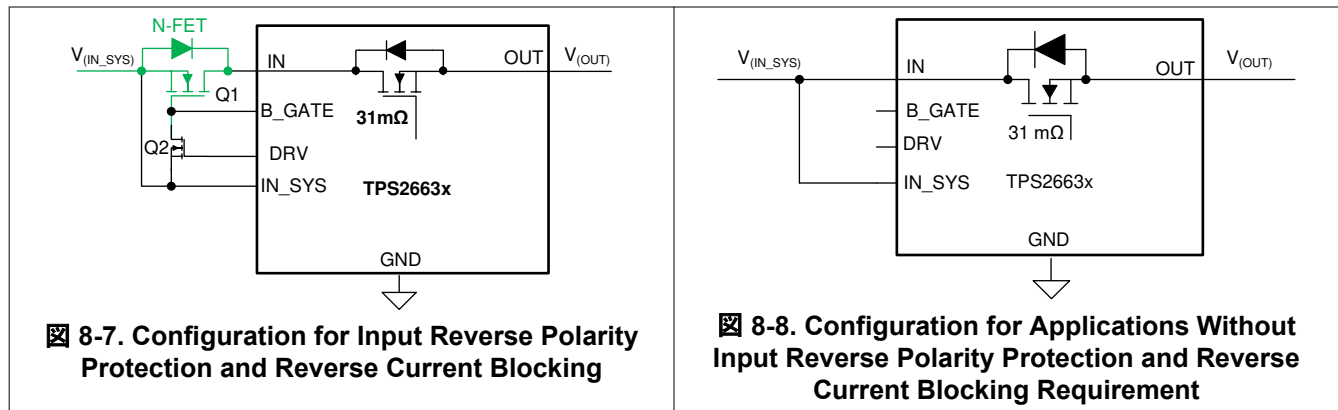 N-FET
V(IN_SYS)
IN
OUT
V(OUT)
Q1
B_GATE
31mΩ
Q2
DRV
IN_SYS
TPS2663x
GND
図 8-7. Configuration for Input Reverse Polarity
Protection and Reverse Current Blocking
V(IN_SYS)
IN
OUT
V(OUT)
B_GATE
31 mΩ
DRV
IN_SYS
TPS2663x
GND
図 8-8. Configuration for Applications Without
Input Reverse Polarity Protection and Reverse
Current Blocking Requirement